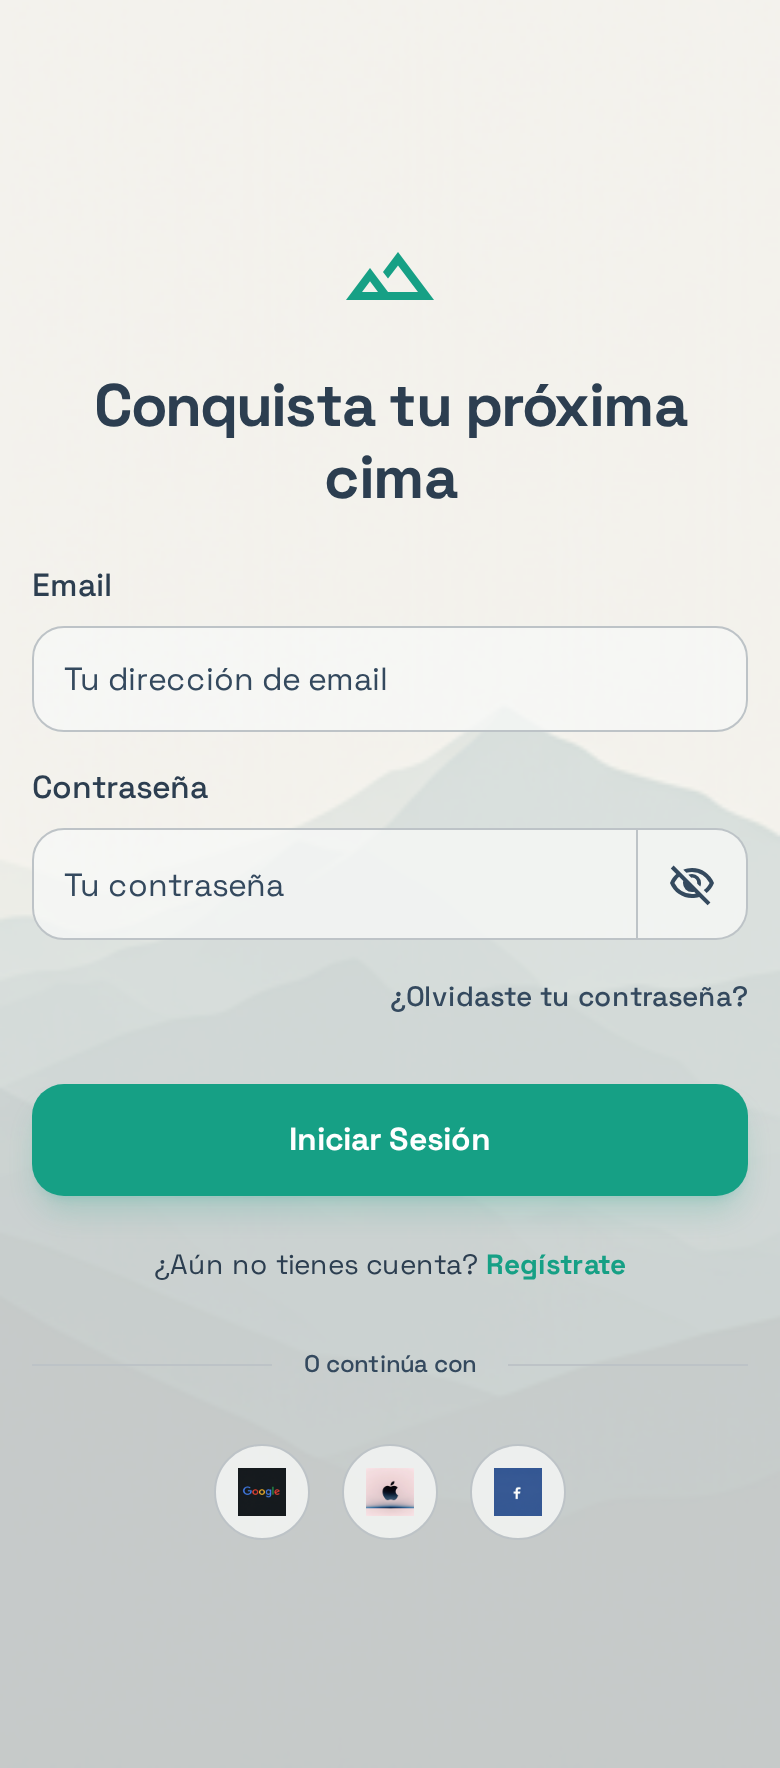 Conquista tu próxima
cima
Email
Tu dirección de email
Contraseña
Tu contraseña
¿Olvidaste tu contraseña?
Iniciar Sesión
¿Aún no tienes cuenta? Regístrate
O continúa con
Google
f